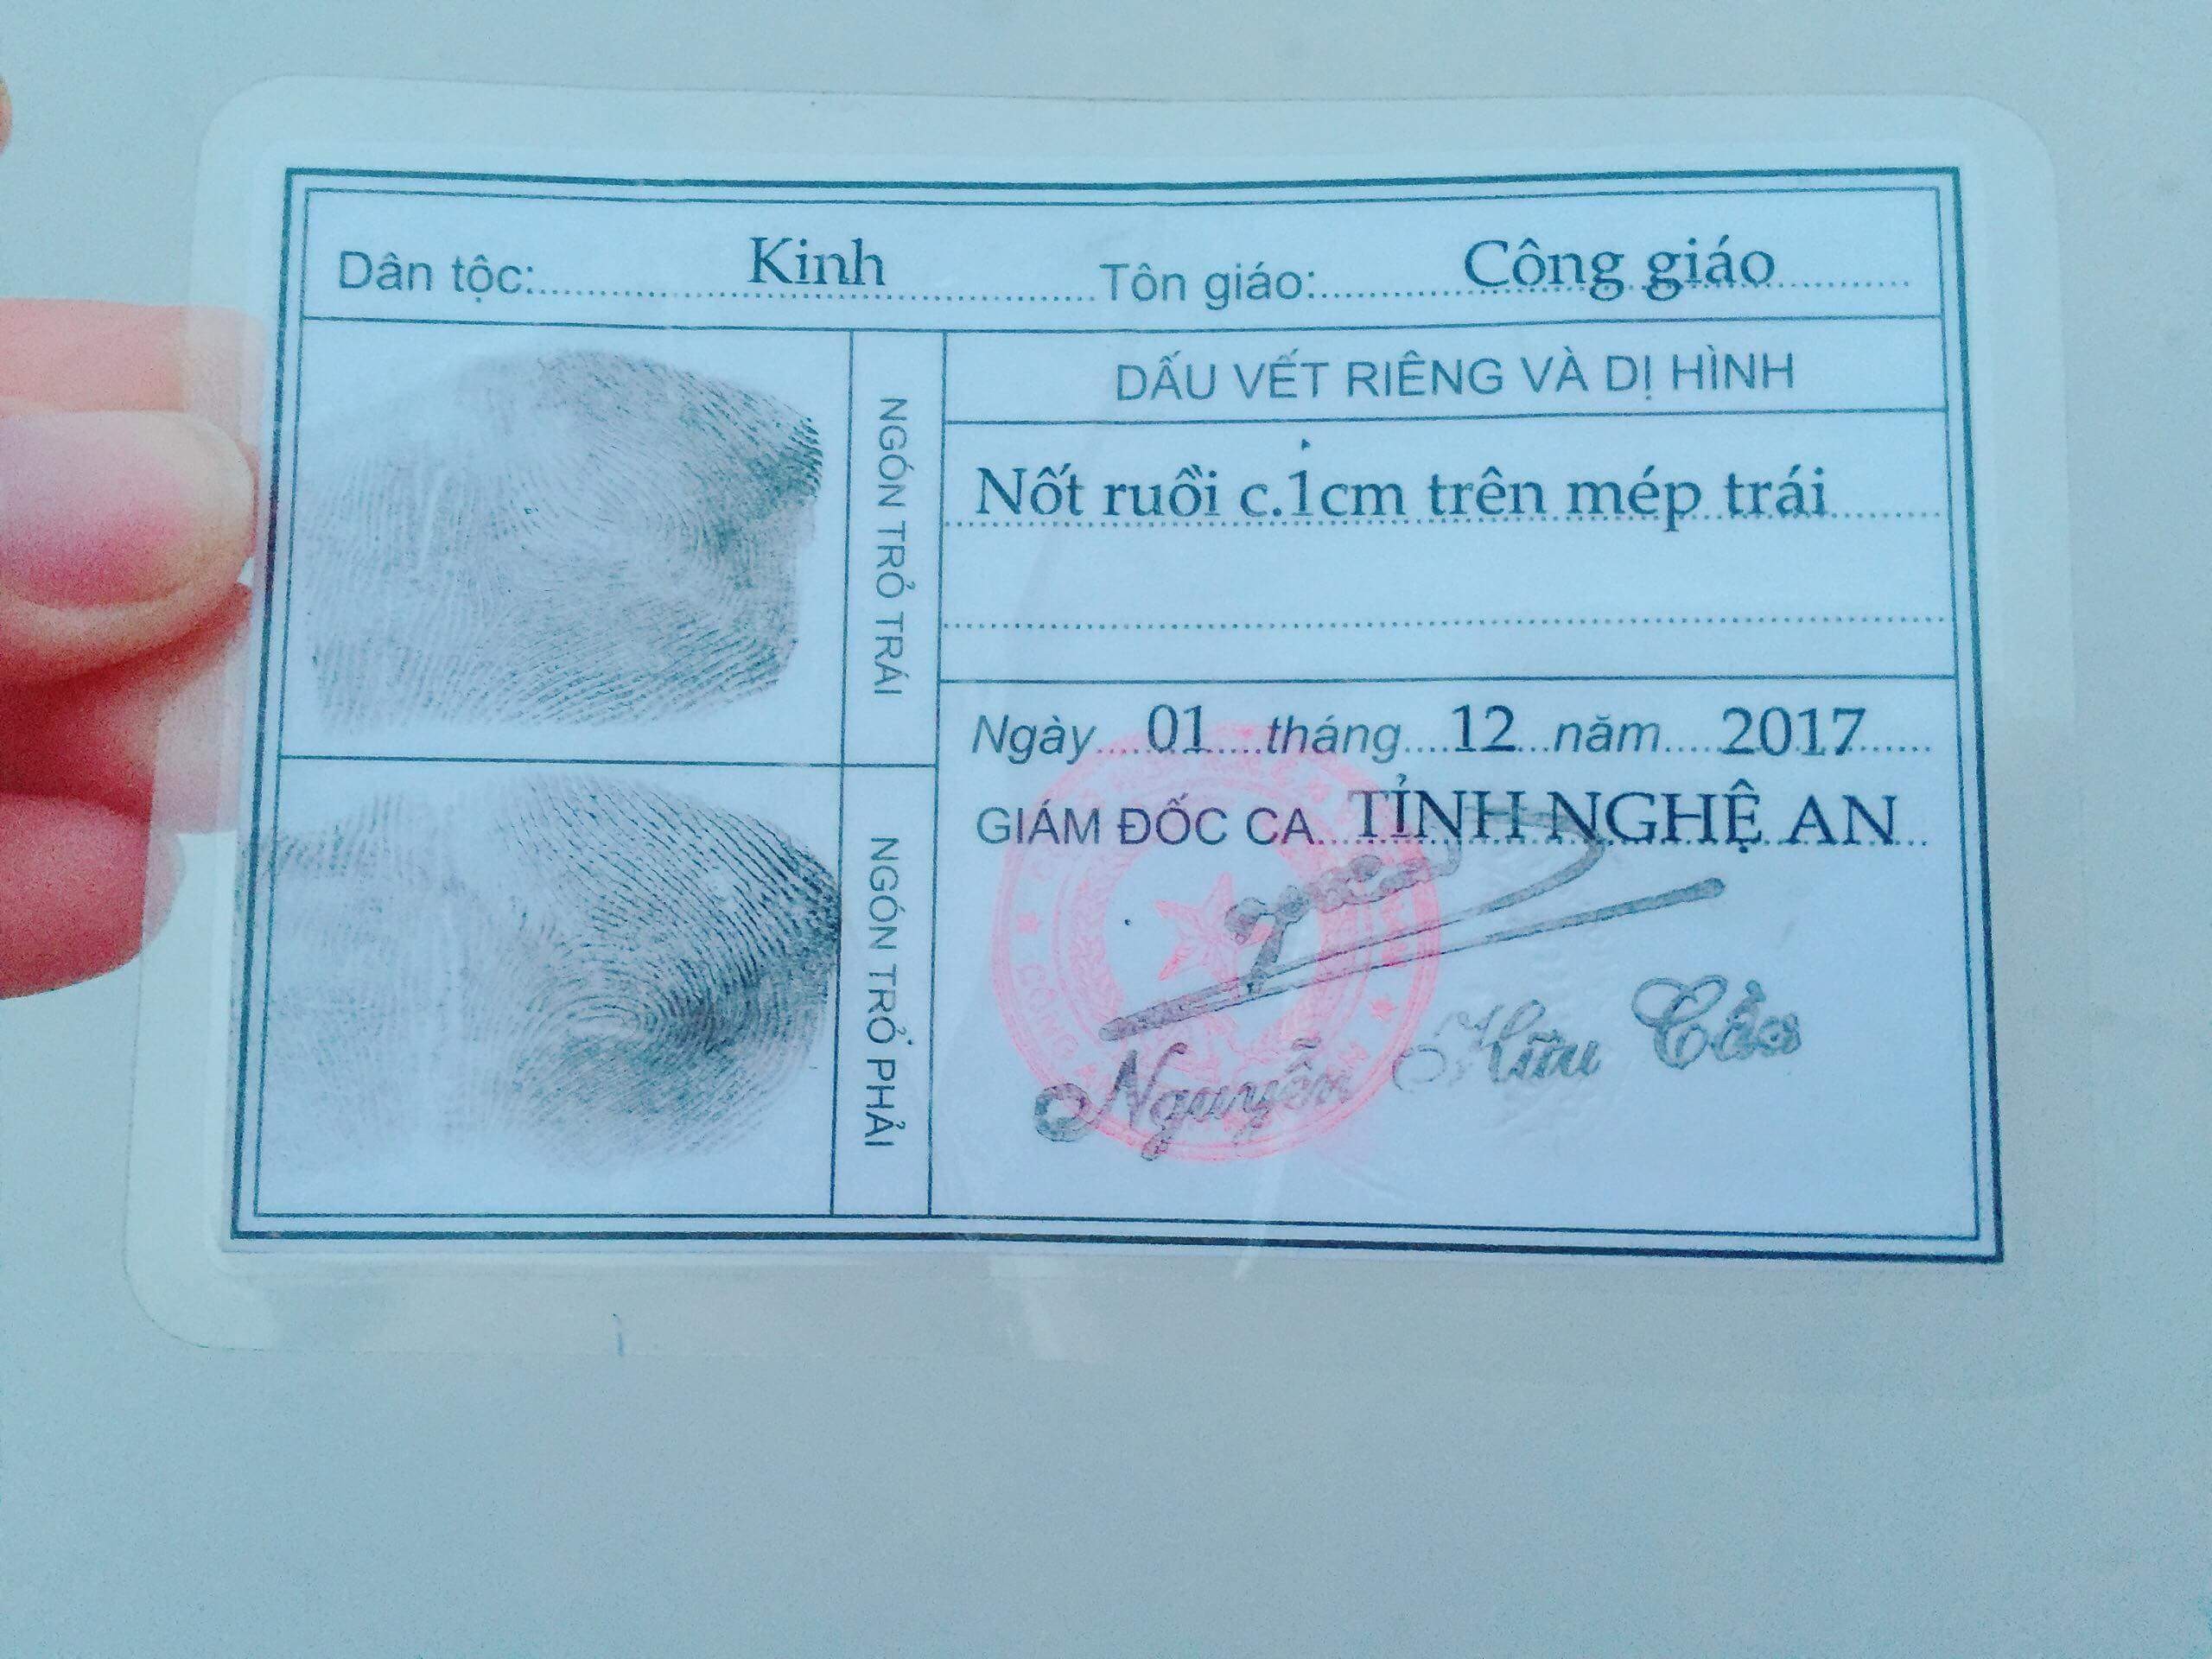 Dân tộc: Kinh Tôn giáo: Công giáo
NGÓN TRỎ TRÁI
DẤU VẾT RIÊNG VÀ DỊ HÌNH
Nốt ruồi c.1cm trên mép trái
NGÓN TRỎ PHẢI
Ngày 01 tháng 12 năm 2017
GIÁM ĐỐC CA TỈNH NGHỆ AN
Nguyễn Hữu Cầu